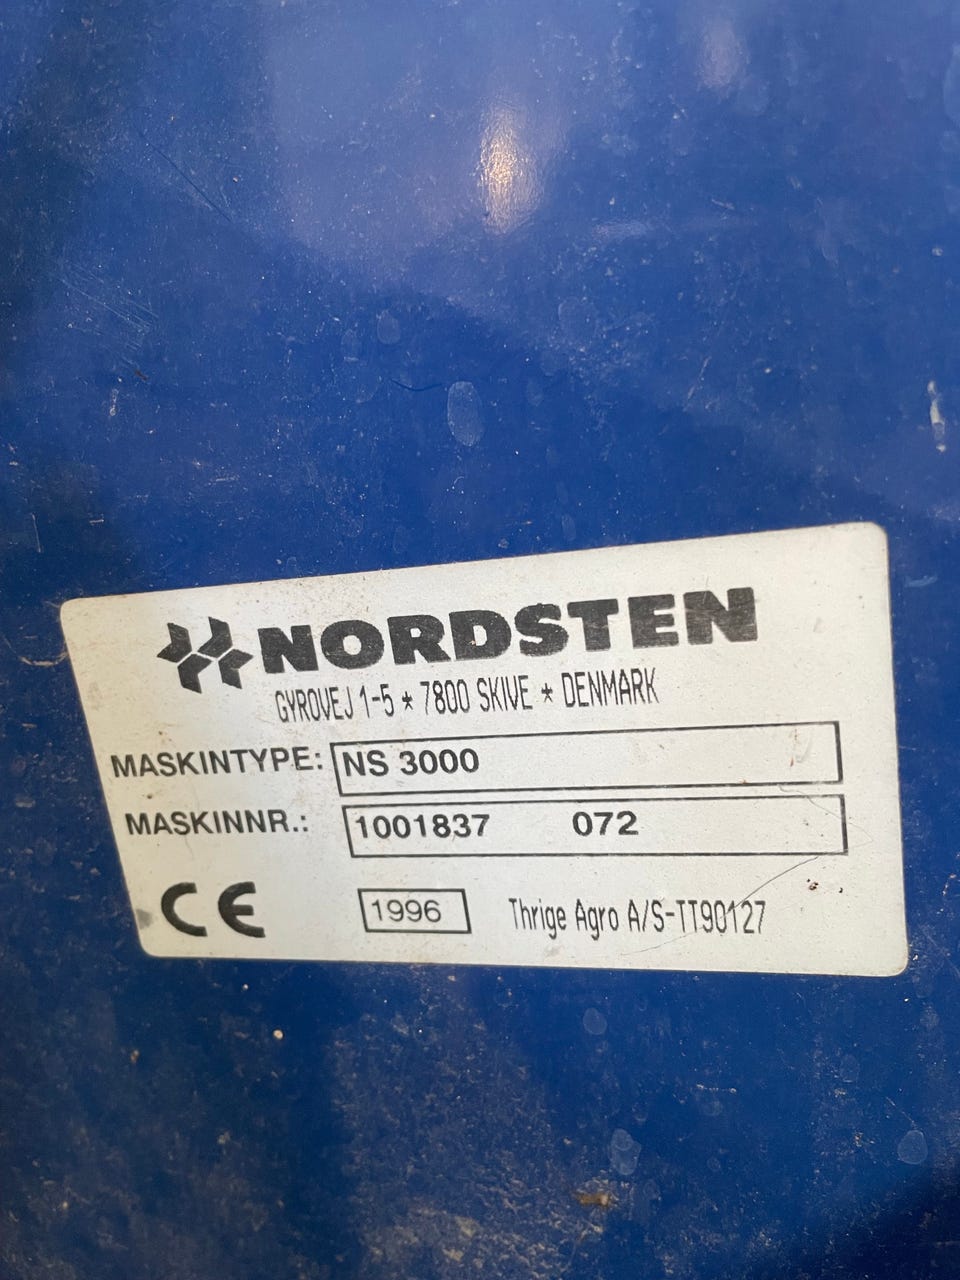 NORDSTEN
GYROVEJ 1-5 * 7800 SKIVE * DENMARK
MASKINTYPE: NS 3000
MASKINNR.: 1001837 072
CE 1996 Thrige Agro A/S-TT90127